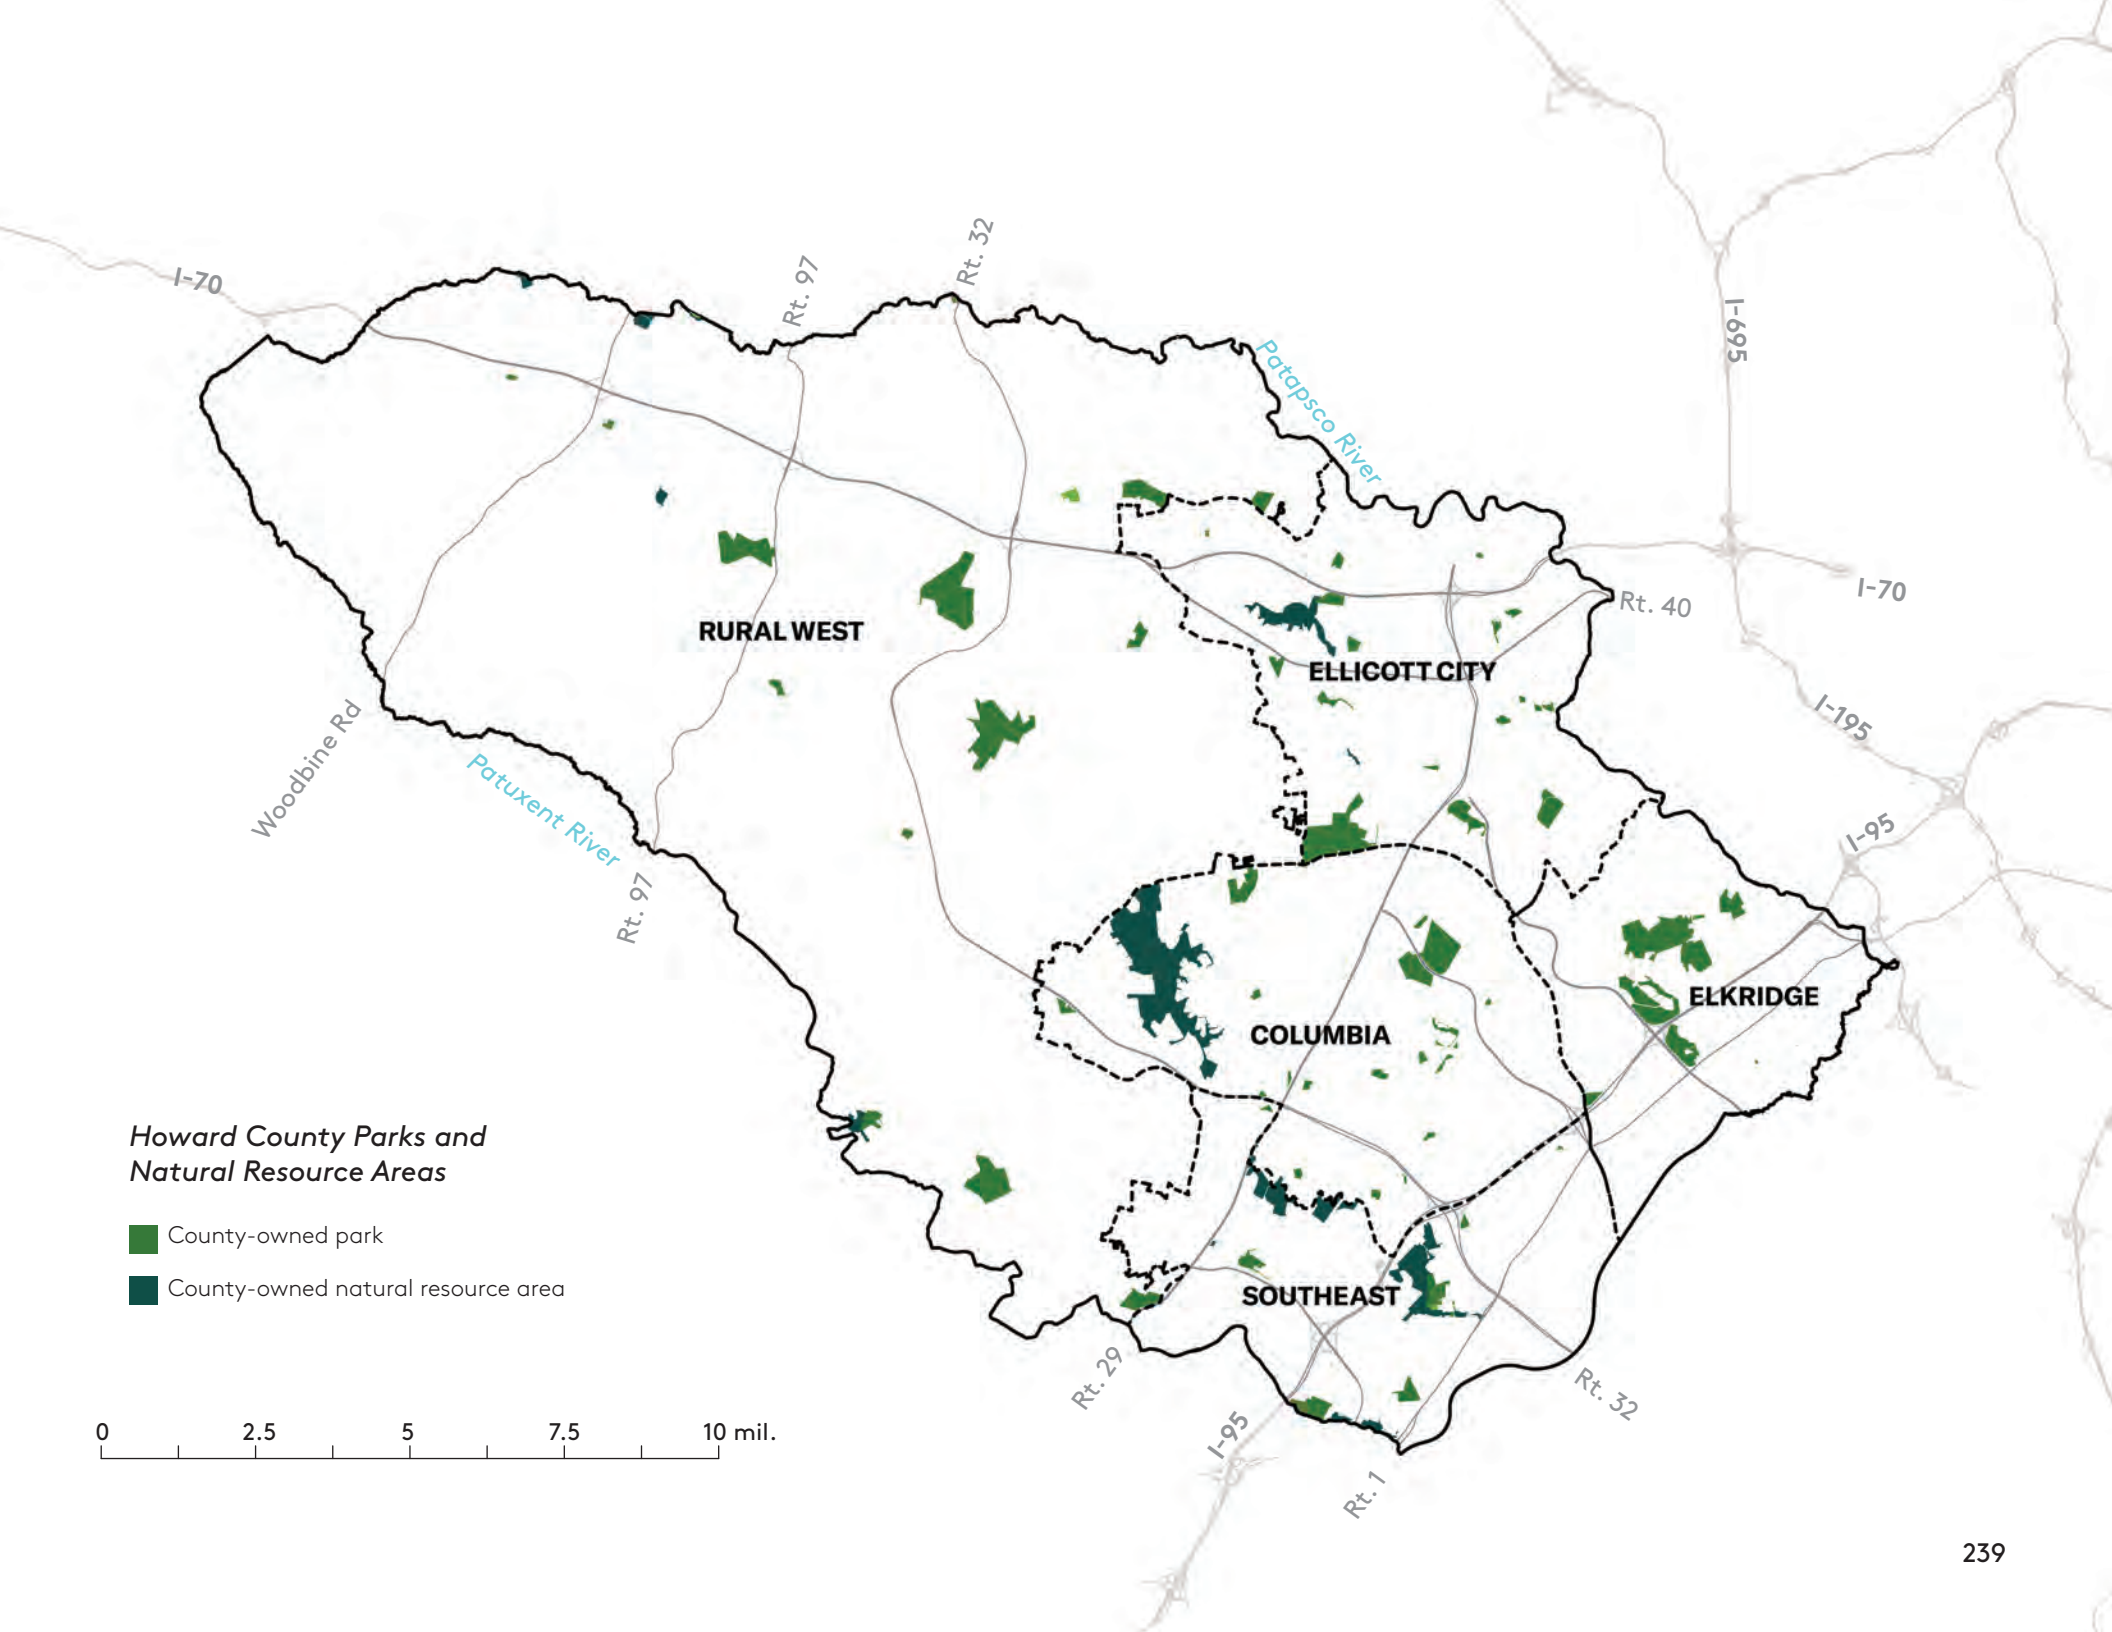 Rt. 32
Rt. 97
I-70
I-695
Patapsco River
I-70
Rt. 40
RURAL WEST
ELLICOTT CITY
I-195
Woodbine Rd
Patuxent River
I-95
Rt. 97
ELKRIDGE
COLUMBIA
Howard County Parks and
Natural Resource Areas
County-owned park
County-owned natural resource area
SOUTHEAST
Rt. 29
Rt. 32
I-95
Rt. 1
0 2.5 5 7.5 10 mil.
239